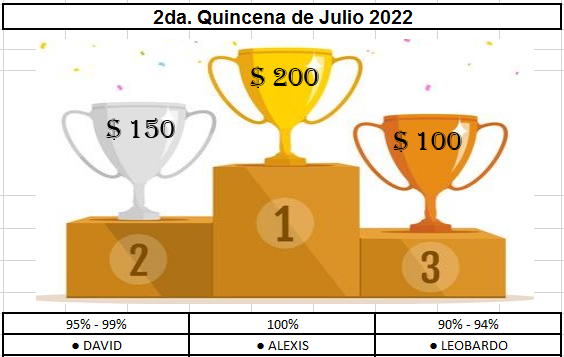 2da. Quincena de Julio 2022
$ 200
$ 150
$ 100
1
2
3
95% - 99%
100%
90% - 94%
● DAVID
● ALEXIS
● LEOBARDO